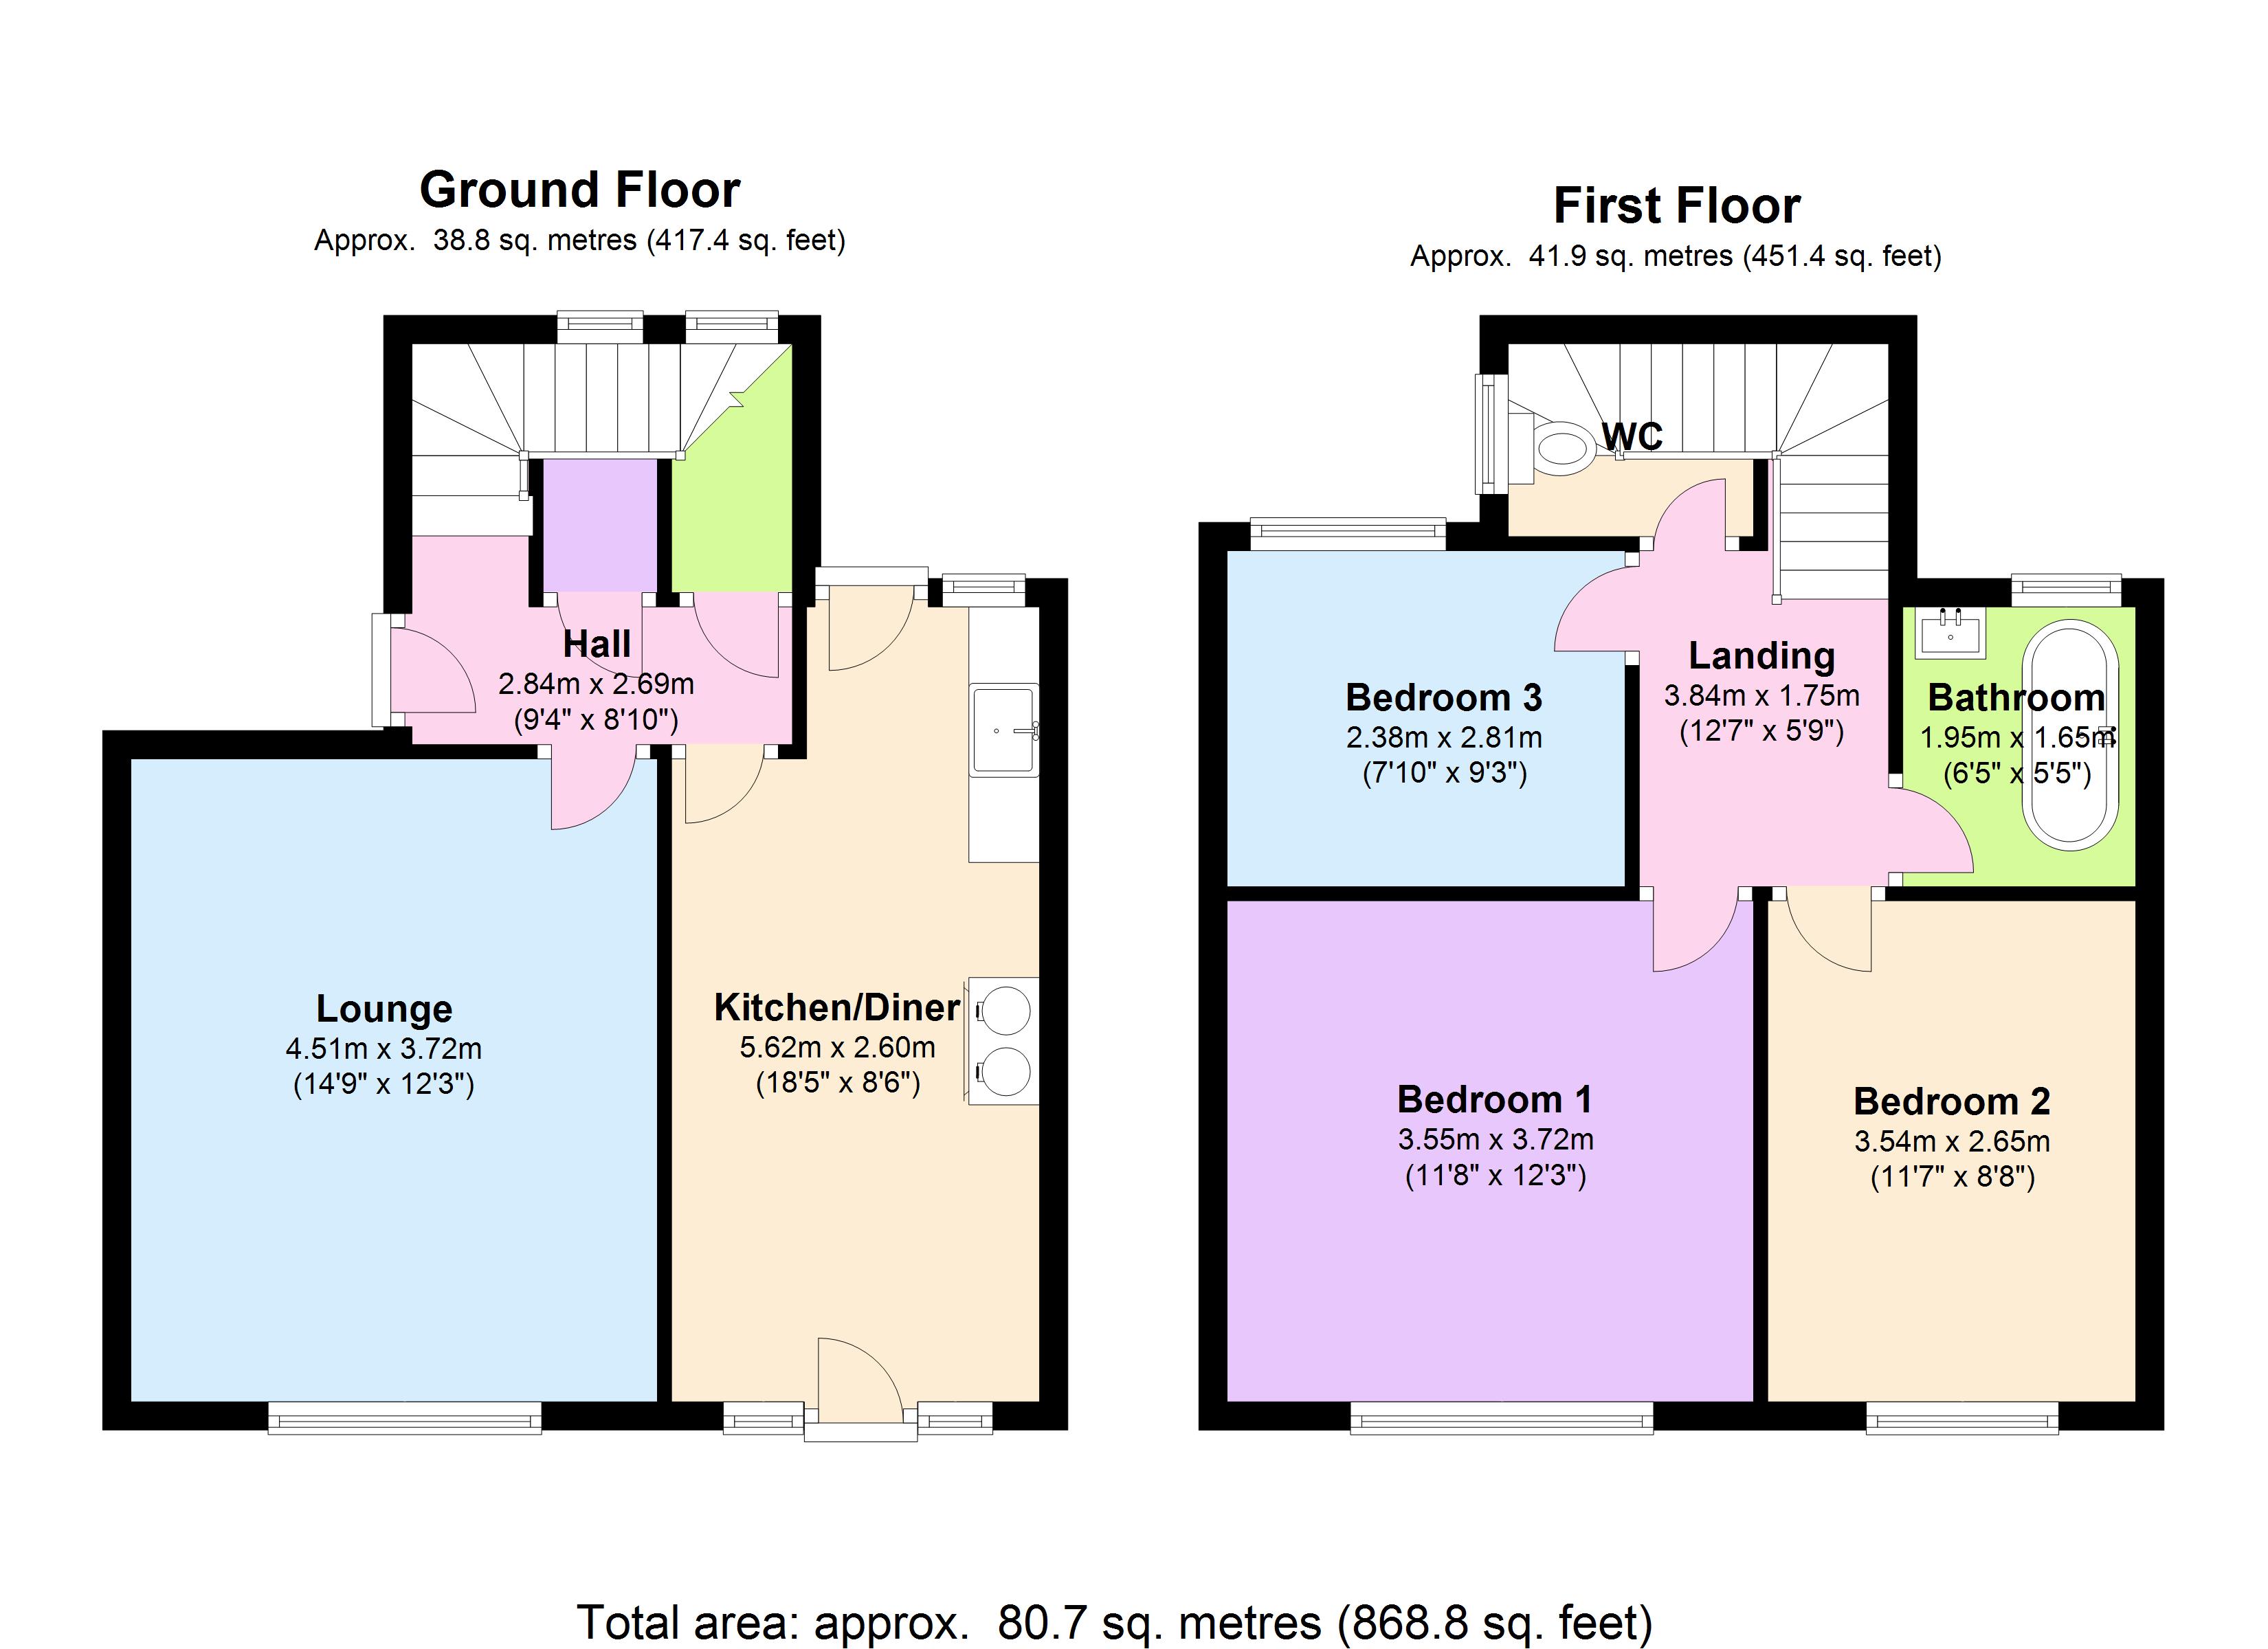 Ground Floor
Approx.  38.8 sq. metres (417.4 sq. feet)
Hall
2.84m x 2.69m
(9'4" x 8'10")
Lounge
4.51m x 3.72m
(14'9" x 12'3")
Kitchen/Diner
5.62m x 2.60m
(18'5" x 8'6")
First Floor
Approx.  41.9 sq. metres (451.4 sq. feet)
WC
Bedroom 3
2.38m x 2.81m
(7'10" x 9'3")
Landing
3.84m x 1.75m
(12'7" x 5'9")
Bathroom
1.95m x 1.65m
(6'5" x 5'5")
Bedroom 1
3.55m x 3.72m
(11'8" x 12'3")
Bedroom 2
3.54m x 2.65m
(11'7" x 8'8")
Total area: approx.  80.7 sq. metres (868.8 sq. feet)